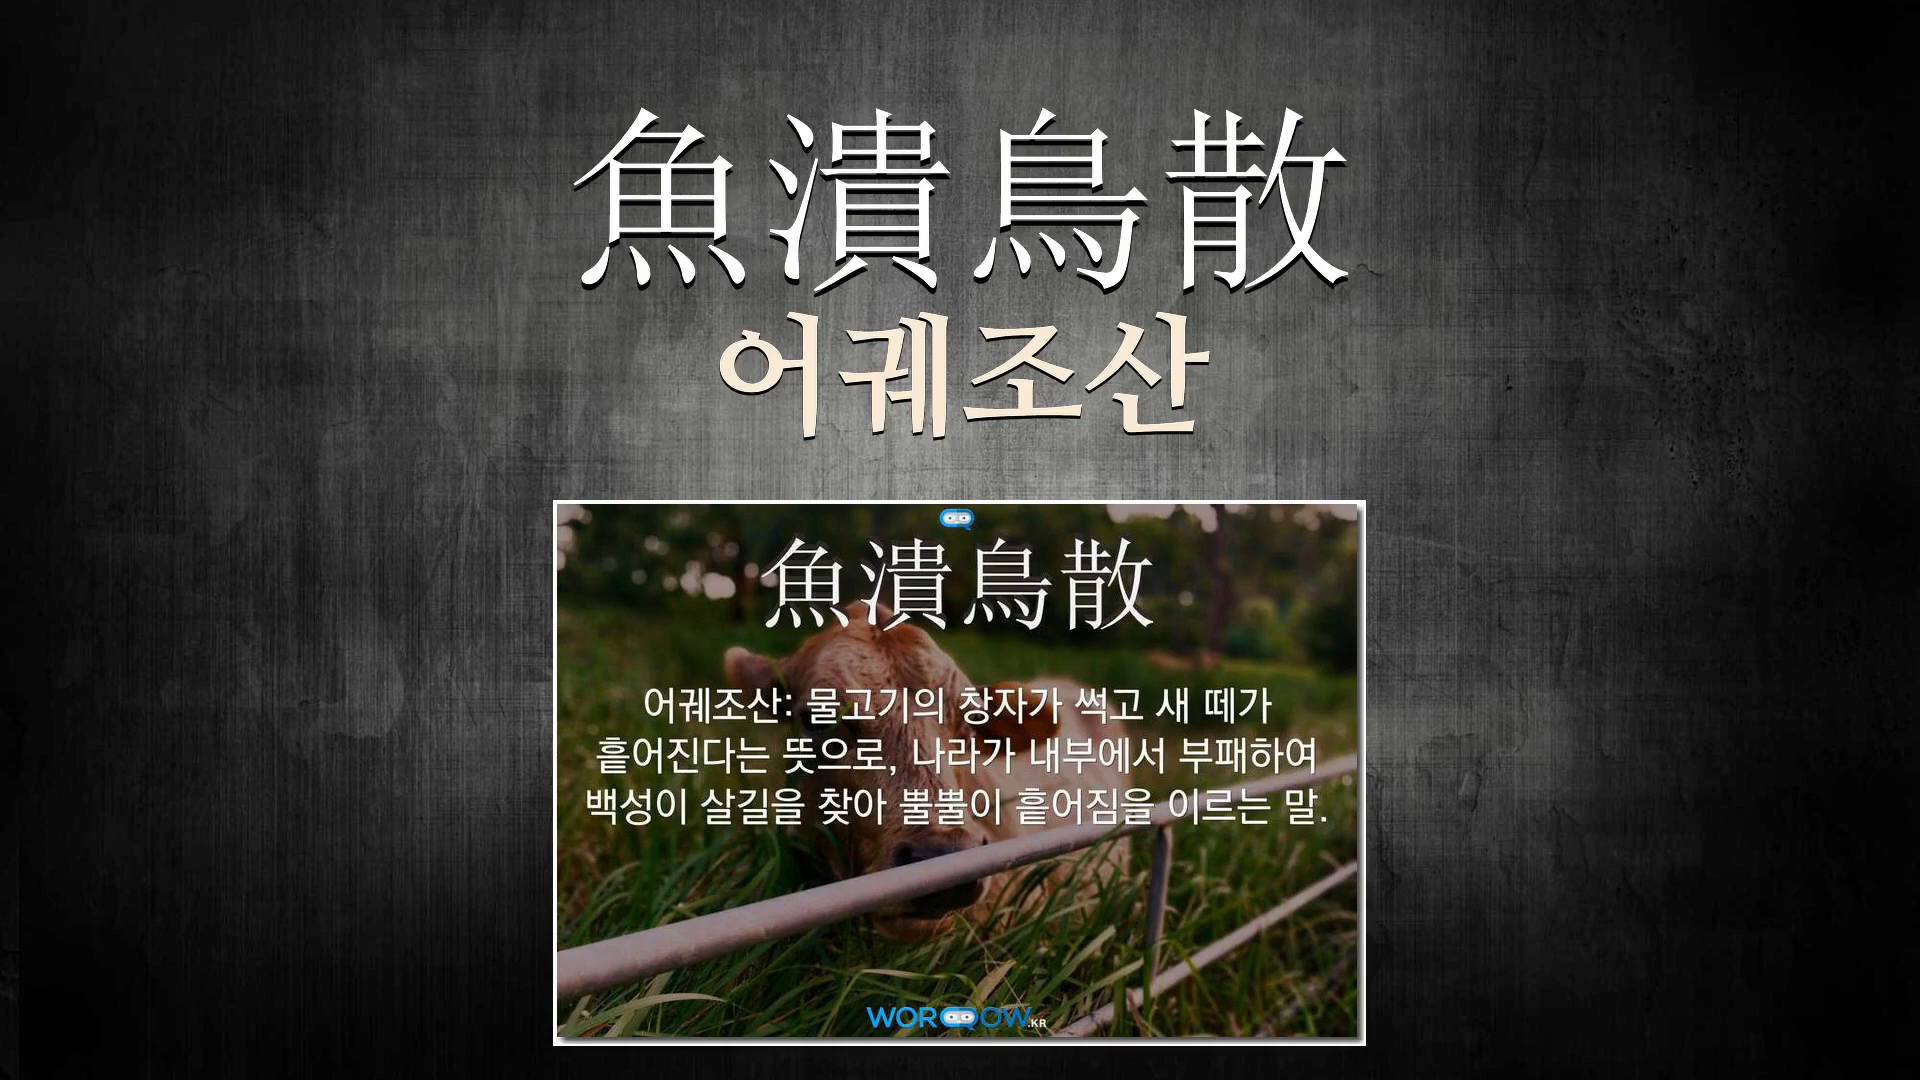 魚潰鳥散
어궤조산
魚潰鳥散
어궤조산: 물고기의 창자가 썩고 새 떼가
흩어진다는 뜻으로, 나라가 내부에서 부패하여
백성이 살길을 찾아 뿔뿔이 흩어짐을 이르는 말.
WORQOW.KR